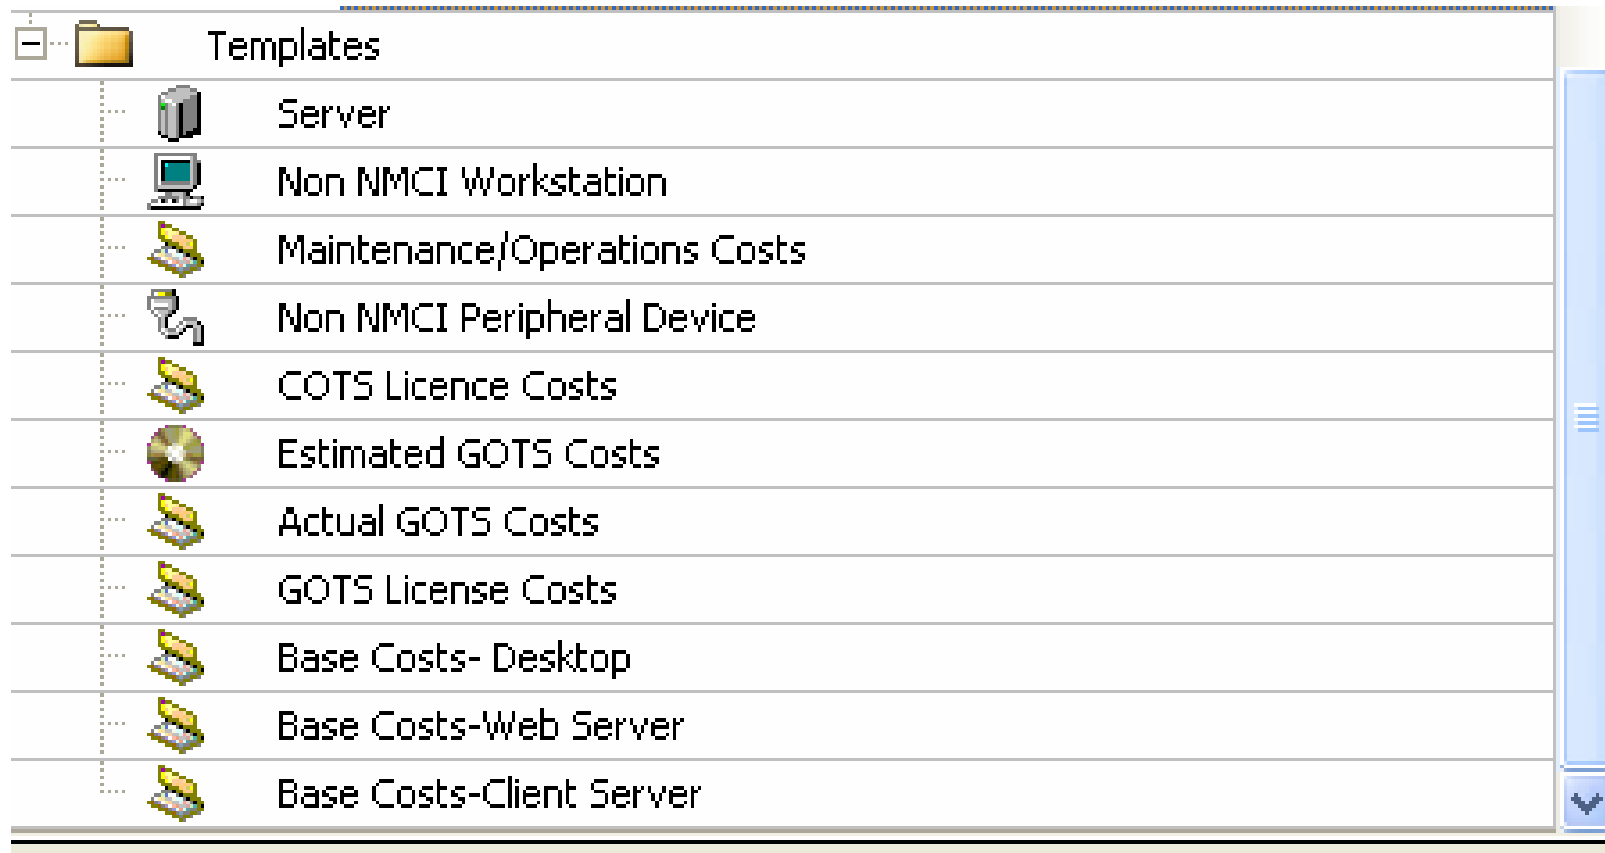 Templates
Server
Non NMCI Workstation
Maintenance/Operations Costs
Non NMCI Peripheral Device
COTS Licence Costs
Estimated GOTS Costs
Actual GOTS Costs
GOTS License Costs
Base Costs- Desktop
Base Costs-Web Server
Base Costs-Client Server